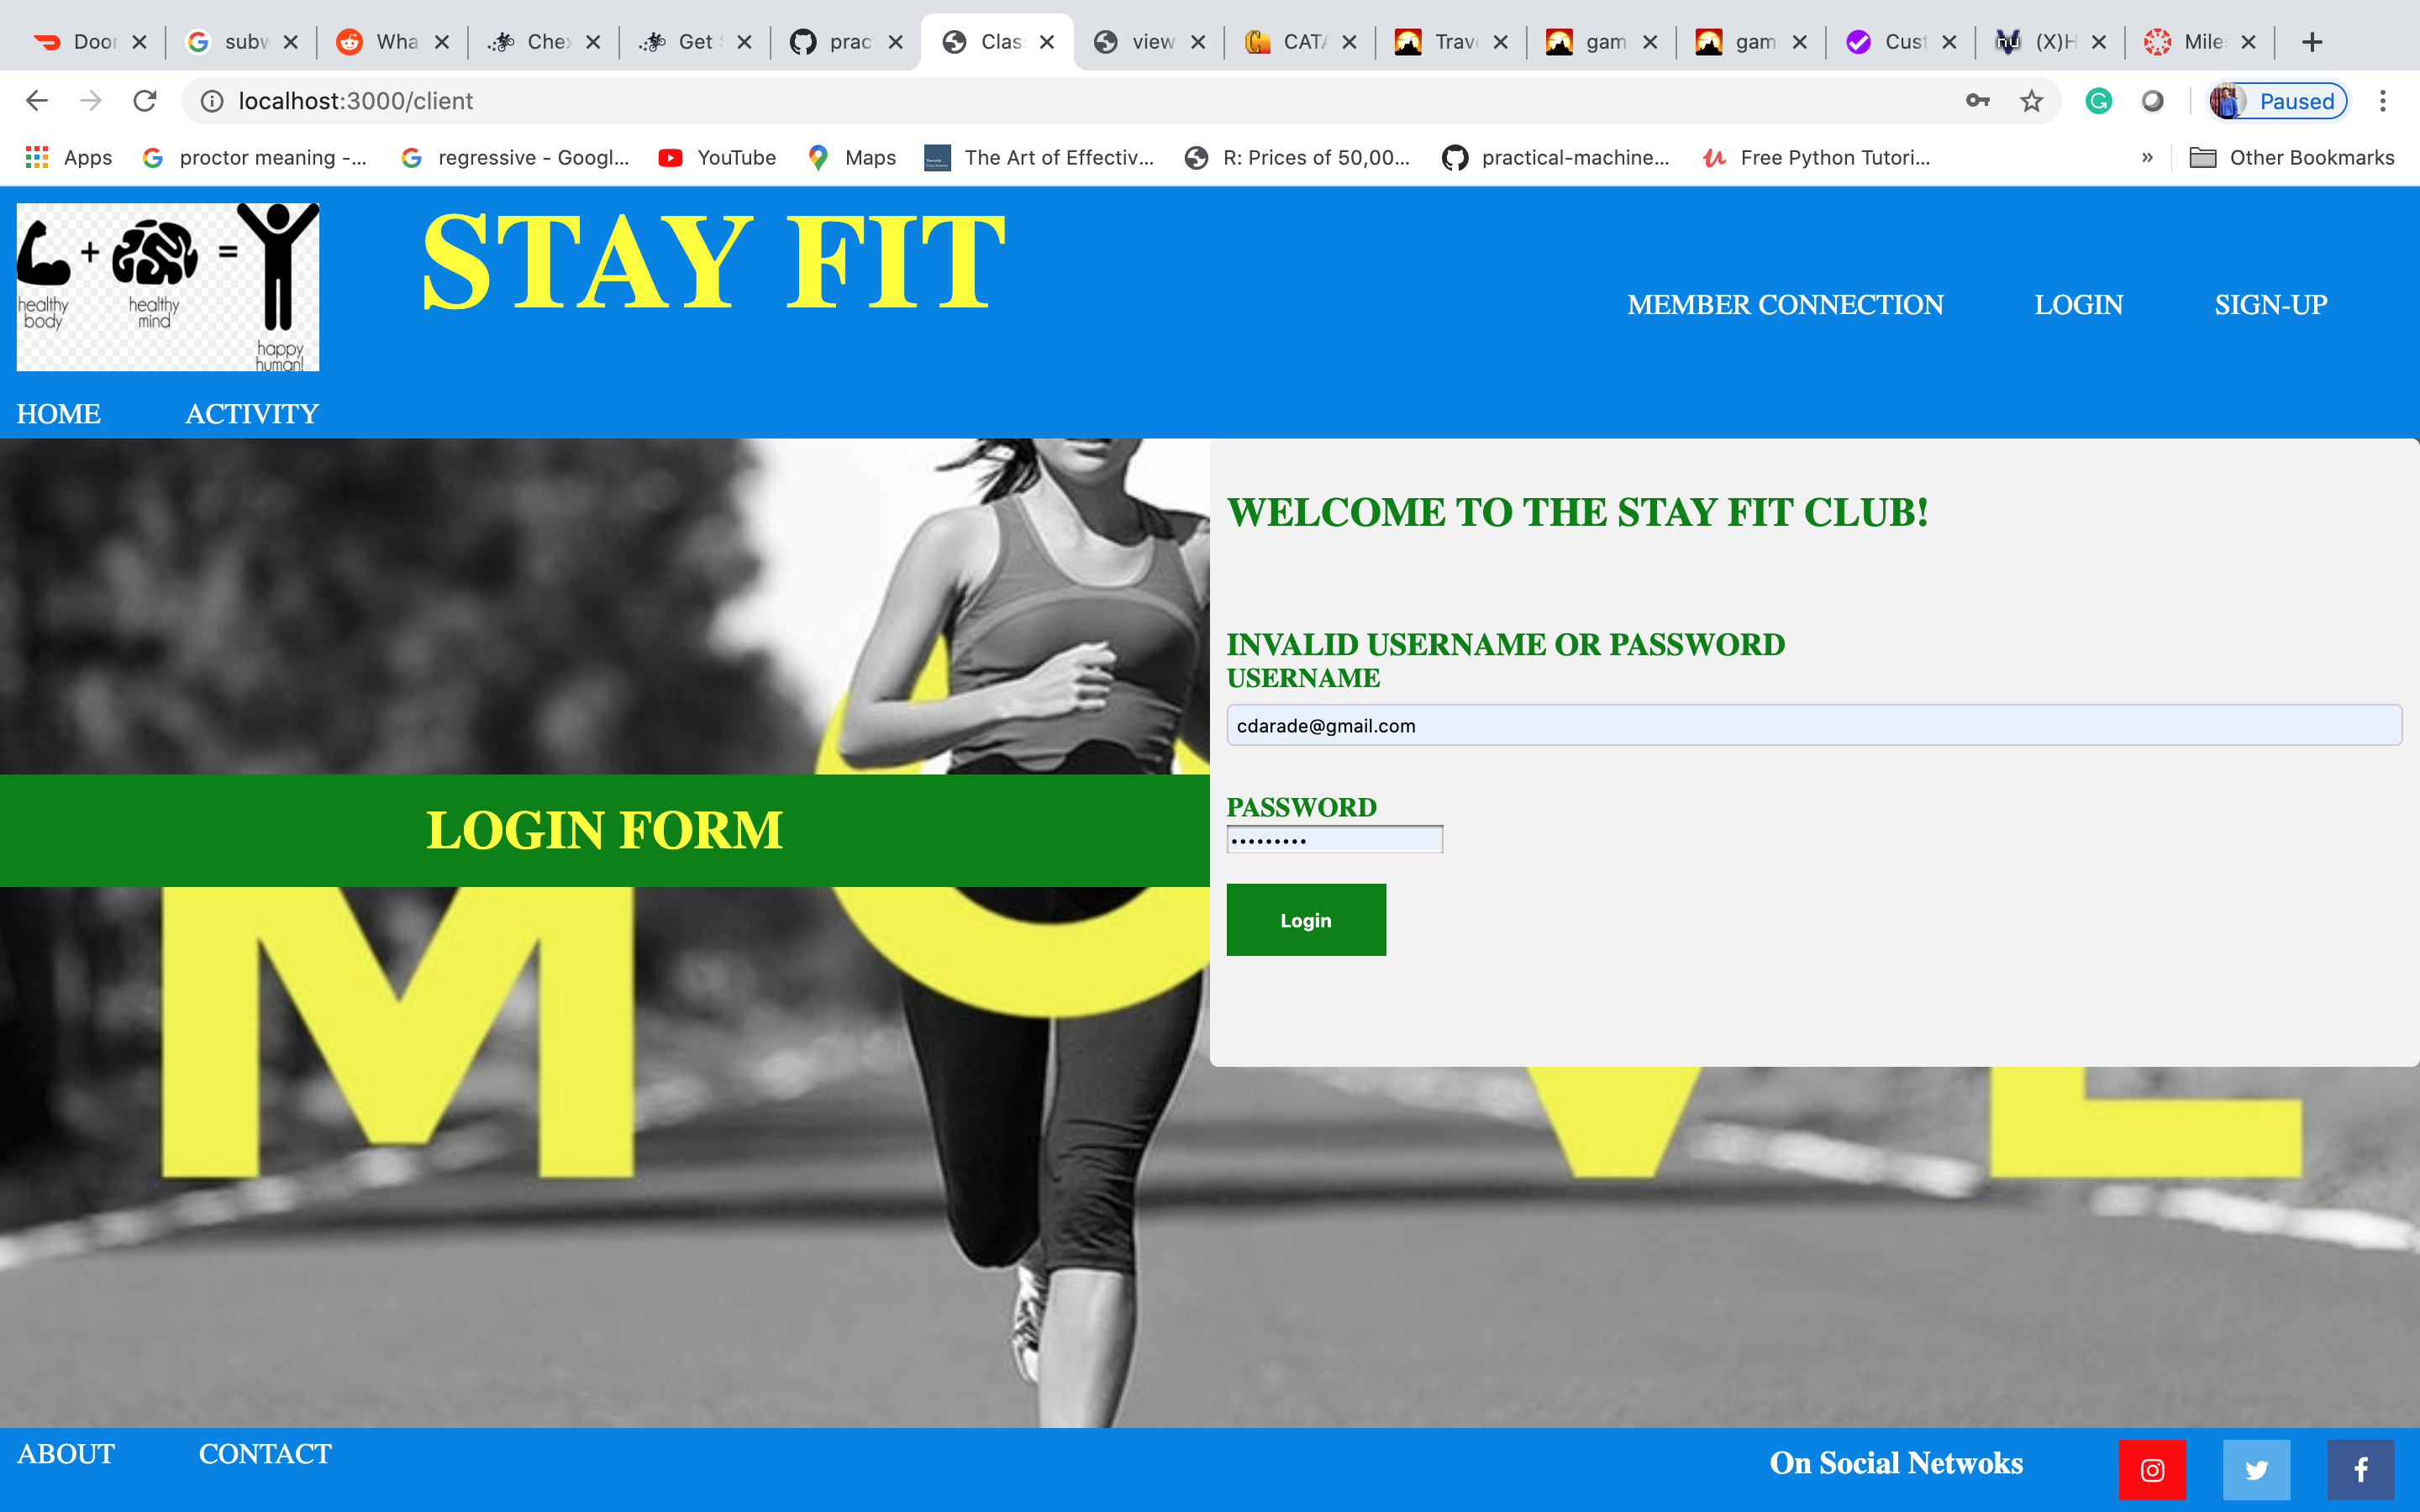 Door
subw
Wha
Che
Get
prac
Clas
view
CATA
Trave
gam
gam
Cust
(X)H
Mile
localhost:3000/client
Paused
Apps
proctor meaning -...
regressive - Googl...
YouTube
Maps
The Art of Effectiv...
R: Prices of 50,00...
practical-machine...
Free Python Tutori...
»
Other Bookmarks
+ =
healthy body
healthy mind
happy human!
STAY FIT
MEMBER CONNECTION
LOGIN
SIGN-UP
HOME
ACTIVITY
WELCOME TO THE STAY FIT CLUB!
INVALID USERNAME OR PASSWORD
USERNAME
cdarade@gmail.com
PASSWORD
•••••••••
Login
LOGIN FORM
M
ABOUT
CONTACT
On Social Netwoks